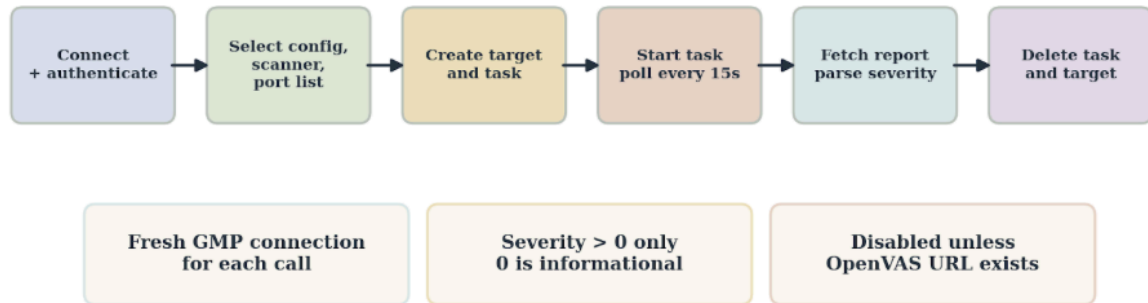 Connect
+ authenticate
Select config,
scanner,
port list
Create target
and task
Start task
poll every 15s
Fetch report
parse severity
Delete task
and target
Fresh GMP connection
for each call
Severity > 0 only
0 is informational
Disabled unless
OpenVAS URL exists